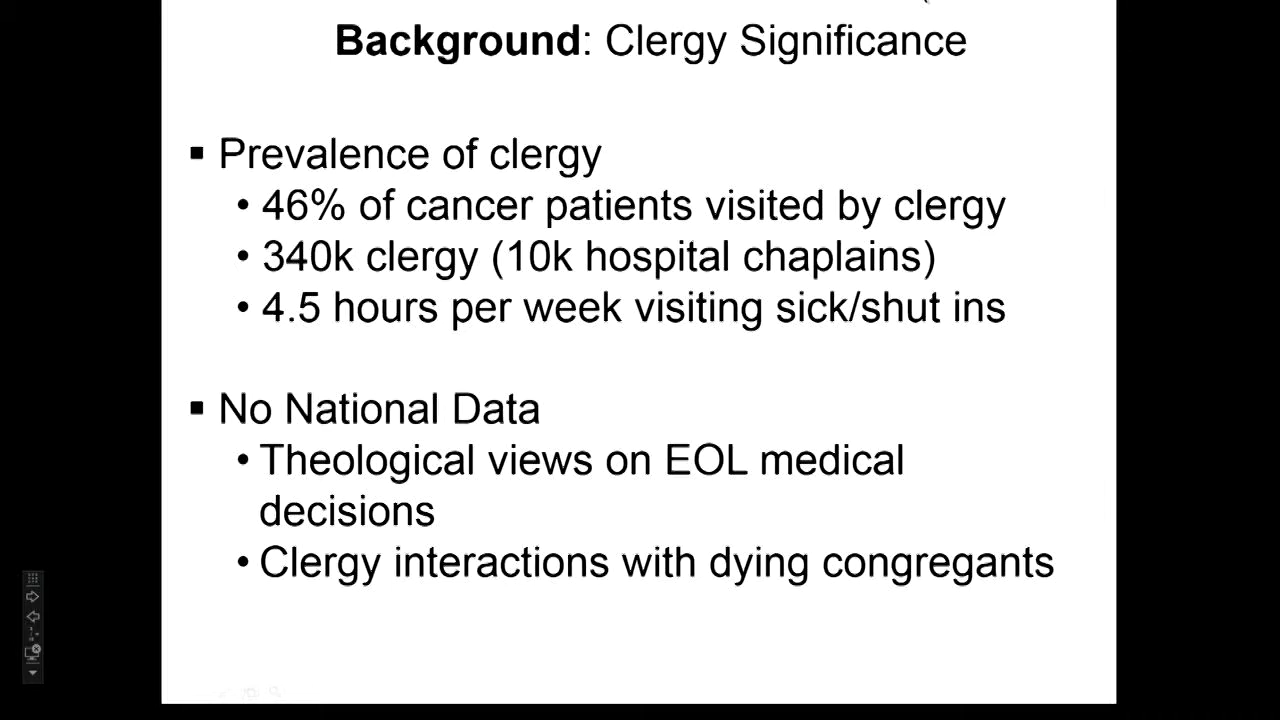 Background: Clergy Significance
▪ Prevalence of clergy
• 46% of cancer patients visited by clergy
• 340k clergy (10k hospital chaplains)
• 4.5 hours per week visiting sick/shut ins
▪ No National Data
• Theological views on EOL medical
decisions
• Clergy interactions with dying congregants